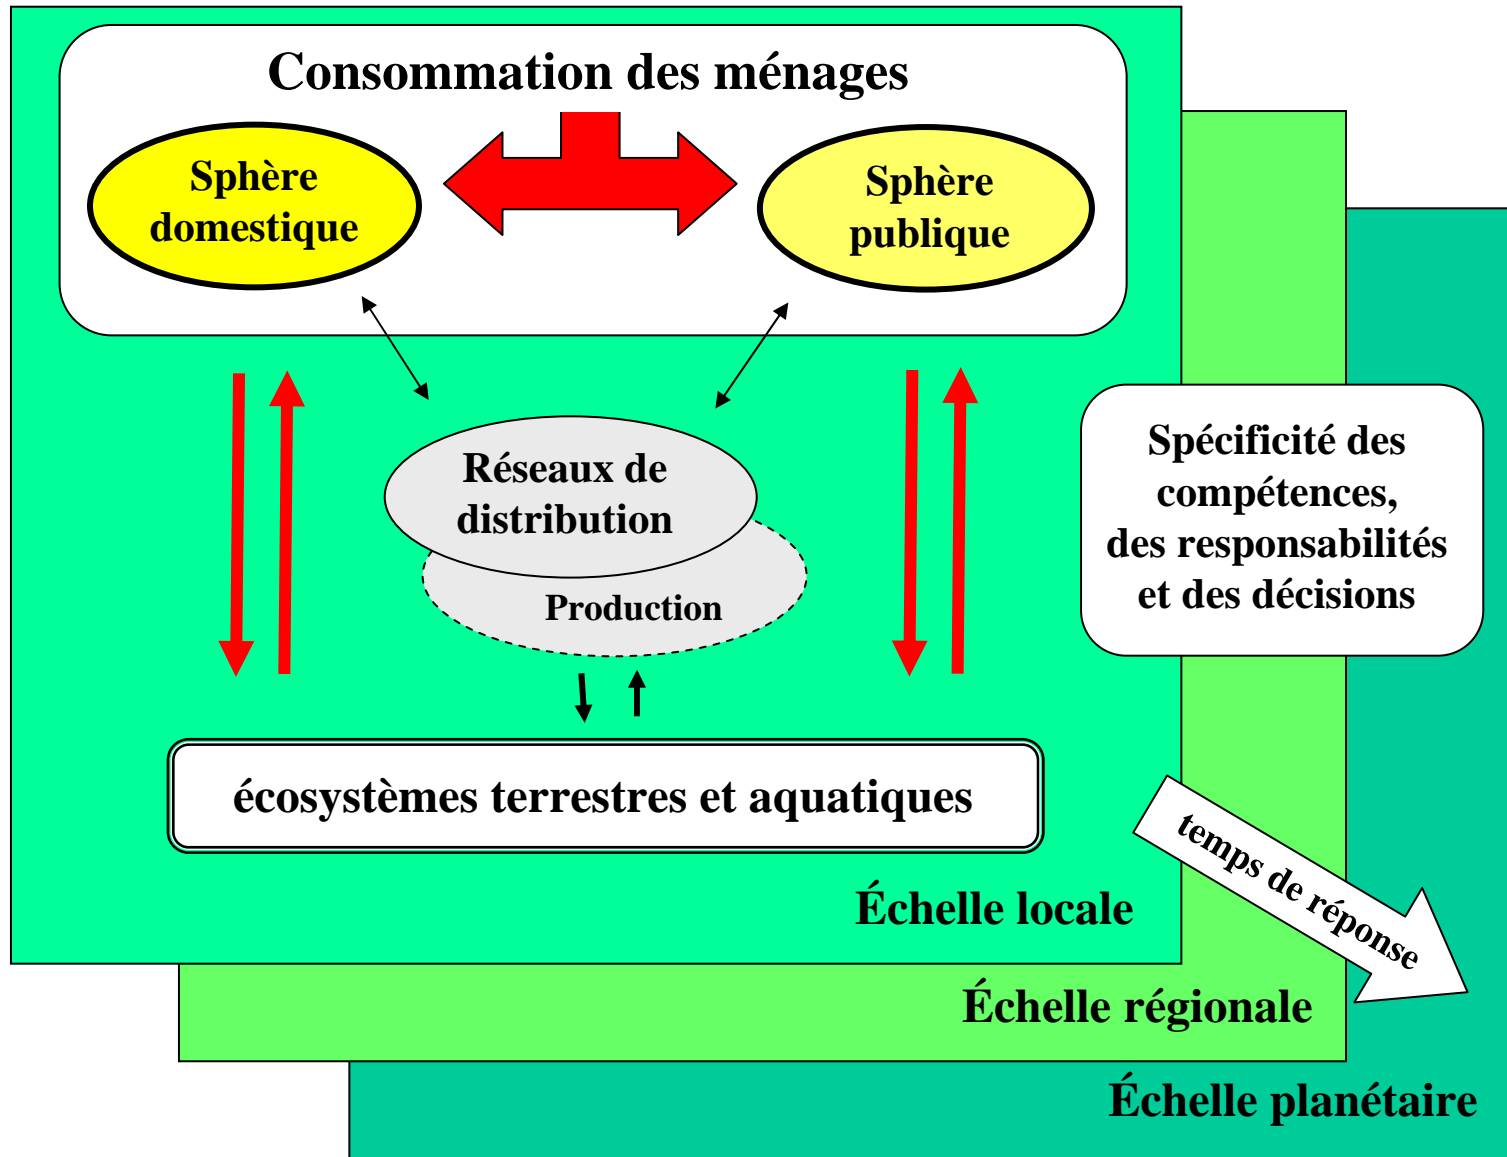 Consommation des ménages
Sphère
domestique
Sphère
publique
Réseaux de
distribution
Production
Spécificité des
compétences,
des responsabilités
et des décisions
écosystèmes terrestres et aquatiques
temps de réponse
Échelle locale
Échelle régionale
Échelle planétaire